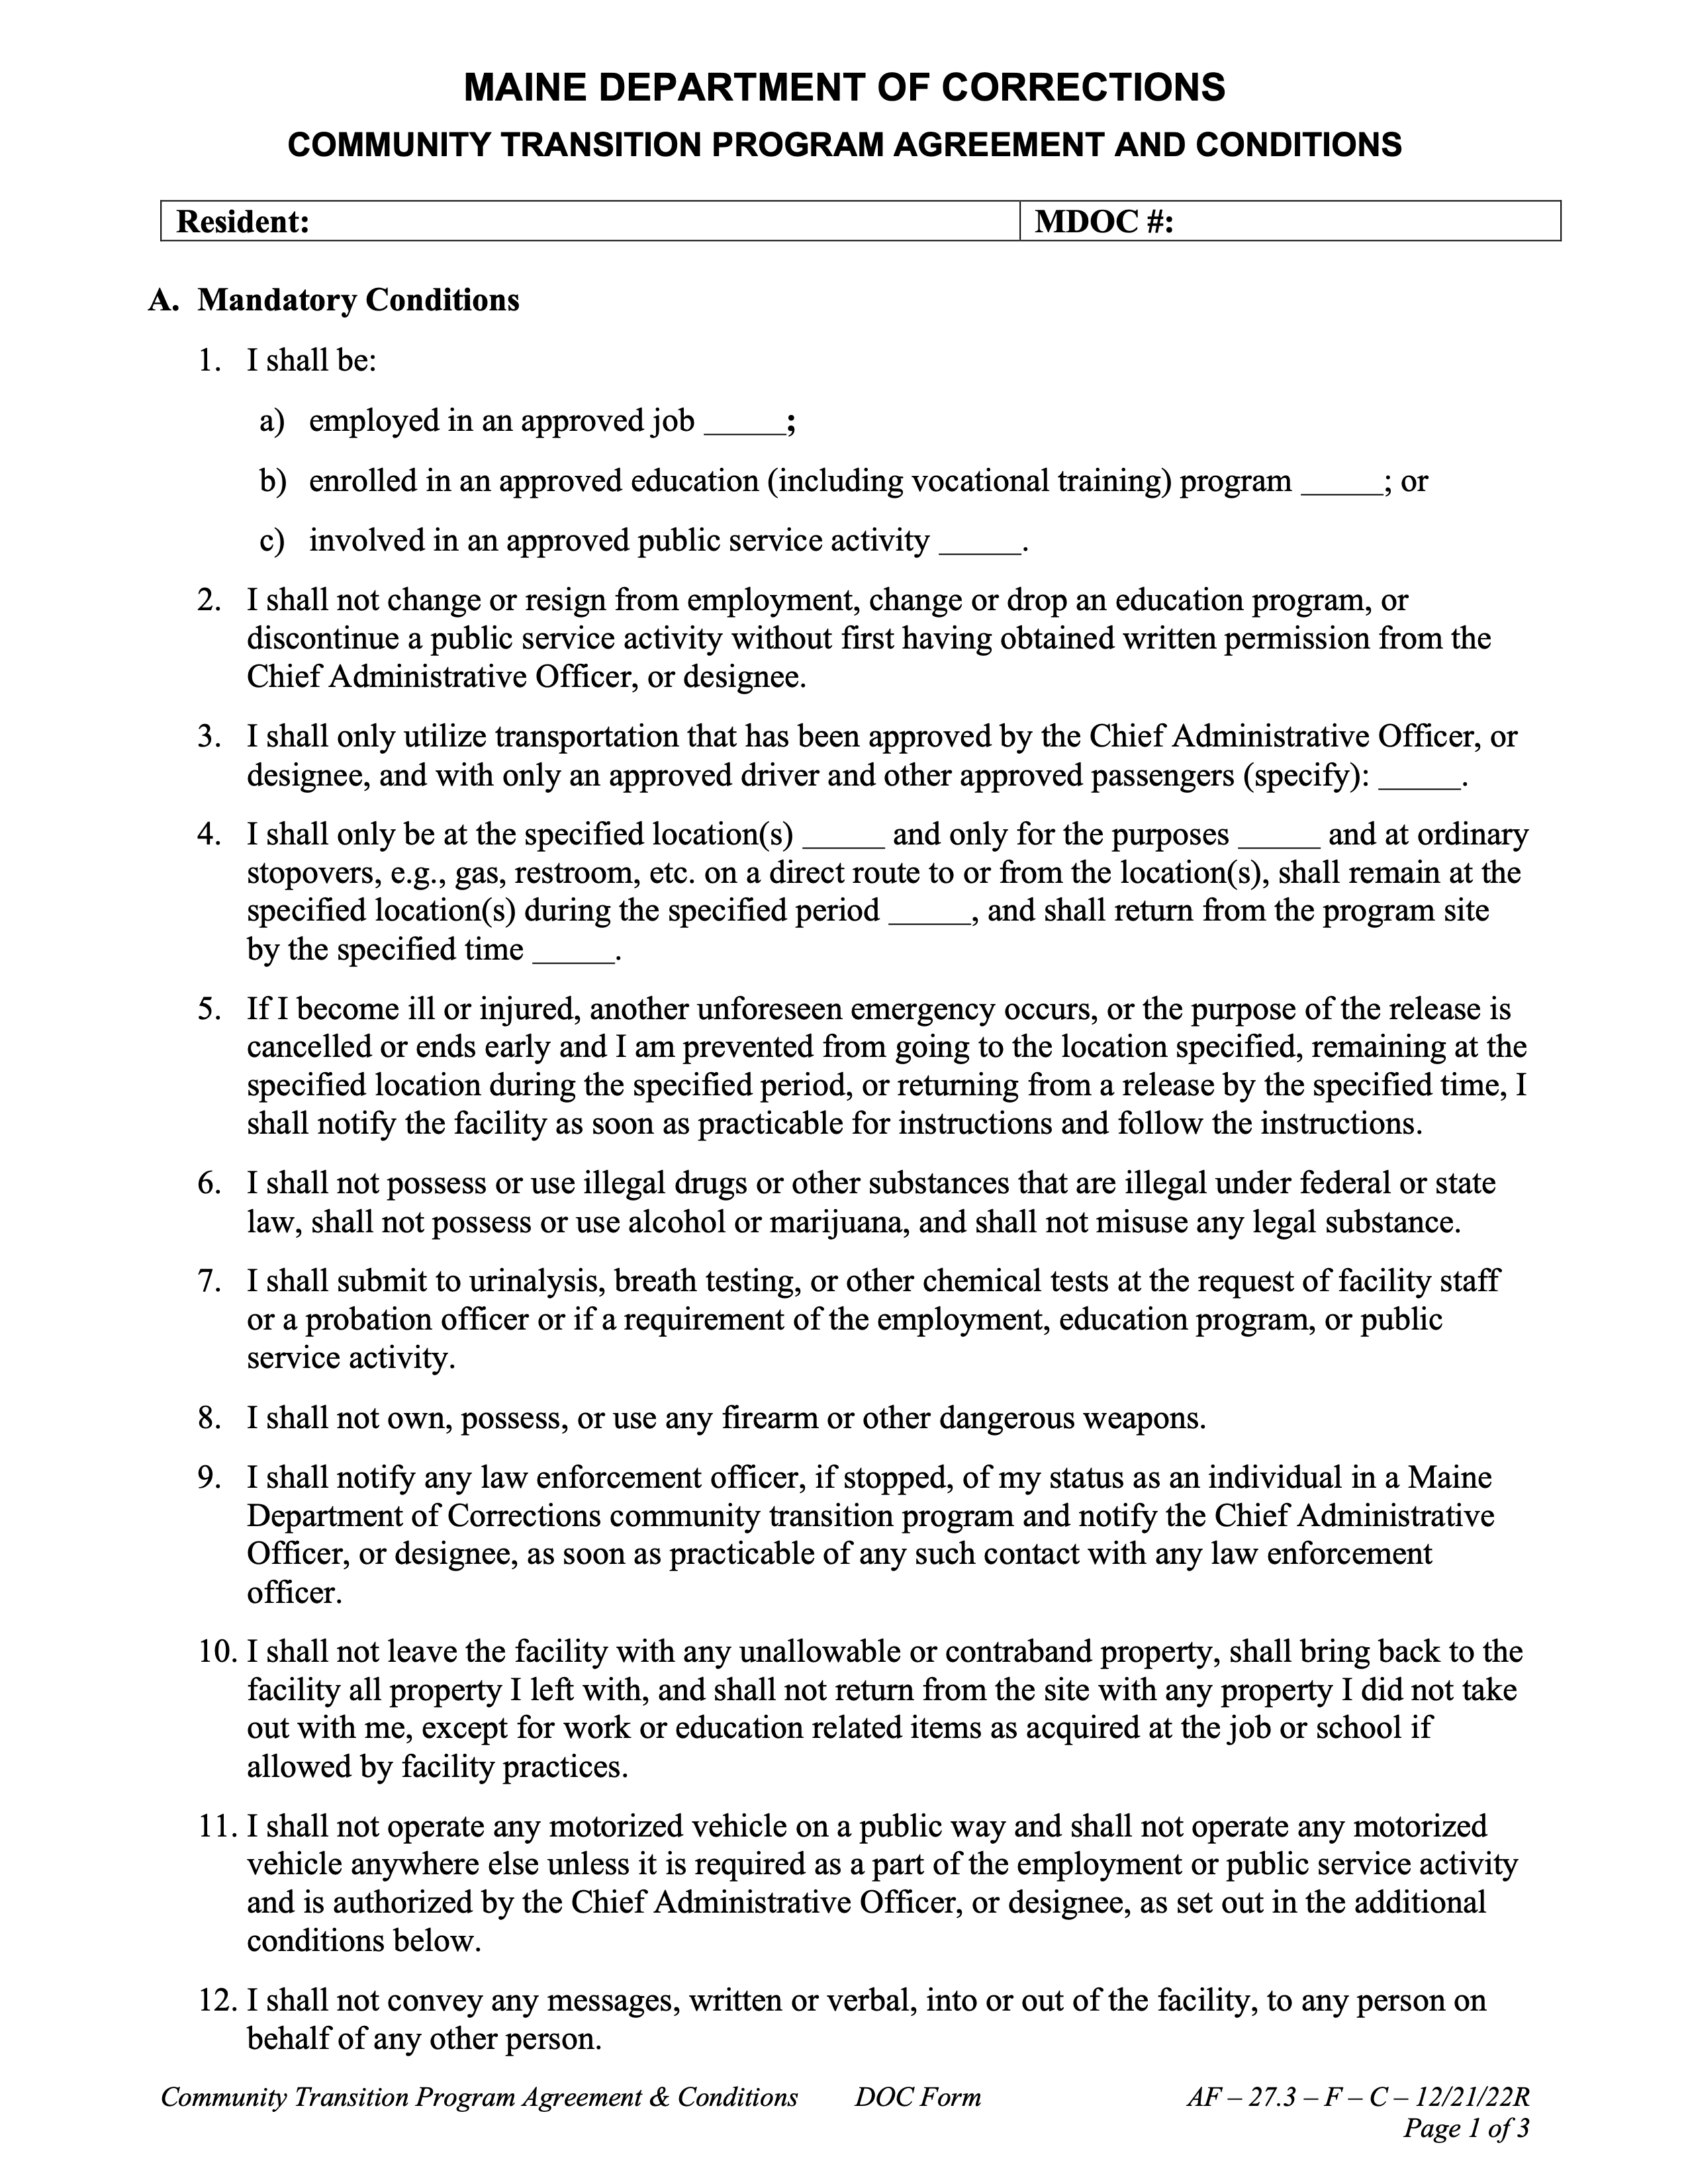 MAINE DEPARTMENT OF CORRECTIONS
COMMUNITY TRANSITION PROGRAM AGREEMENT AND CONDITIONS
Resident: MDOC #:
A. Mandatory Conditions
1. I shall be:
a) employed in an approved job _____;
b) enrolled in an approved education (including vocational training) program _____; or
c) involved in an approved public service activity _____.
2. I shall not change or resign from employment, change or drop an education program, or
discontinue a public service activity without first having obtained written permission from the
Chief Administrative Officer, or designee.
3. I shall only utilize transportation that has been approved by the Chief Administrative Officer, or
designee, and with only an approved driver and other approved passengers (specify): _____.
4. I shall only be at the specified location(s) _____ and only for the purposes _____ and at ordinary
stopovers, e.g., gas, restroom, etc. on a direct route to or from the location(s), shall remain at the
specified location(s) during the specified period _____, and shall return from the program site
by the specified time _____.
5. If I become ill or injured, another unforeseen emergency occurs, or the purpose of the release is
cancelled or ends early and I am prevented from going to the location specified, remaining at the
specified location during the specified period, or returning from a release by the specified time, I
shall notify the facility as soon as practicable for instructions and follow the instructions.
6. I shall not possess or use illegal drugs or other substances that are illegal under federal or state
law, shall not possess or use alcohol or marijuana, and shall not misuse any legal substance.
7. I shall submit to urinalysis, breath testing, or other chemical tests at the request of facility staff
or a probation officer or if a requirement of the employment, education program, or public
service activity.
8. I shall not own, possess, or use any firearm or other dangerous weapons.
9. I shall notify any law enforcement officer, if stopped, of my status as an individual in a Maine
Department of Corrections community transition program and notify the Chief Administrative
Officer, or designee, as soon as practicable of any such contact with any law enforcement
officer.
10. I shall not leave the facility with any unallowable or contraband property, shall bring back to the
facility all property I left with, and shall not return from the site with any property I did not take
out with me, except for work or education related items as acquired at the job or school if
allowed by facility practices.
11. I shall not operate any motorized vehicle on a public way and shall not operate any motorized
vehicle anywhere else unless it is required as a part of the employment or public service activity
and is authorized by the Chief Administrative Officer, or designee, as set out in the additional
conditions below.
12. I shall not convey any messages, written or verbal, into or out of the facility, to any person on
behalf of any other person.
Community Transition Program Agreement & Conditions DOC Form AF – 27.3 – F – C – 12/21/22R
Page 1 of 3